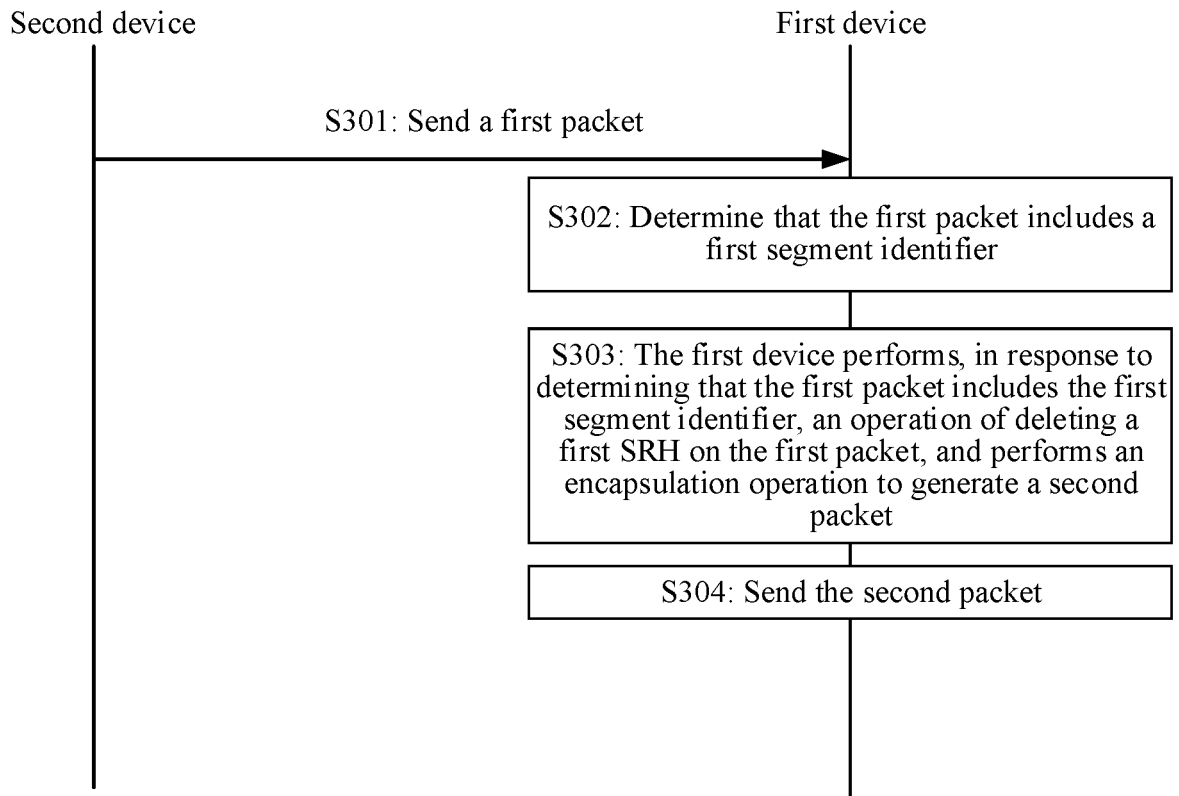 Second device
First device
S301: Send a first packet
S302: Determine that the first packet includes a
first segment identifier
S303: The first device performs, in response to
determining that the first packet includes the first
segment identifier, an operation of deleting a
first SRH on the first packet, and performs an
encapsulation operation to generate a second
packet
S304: Send the second packet